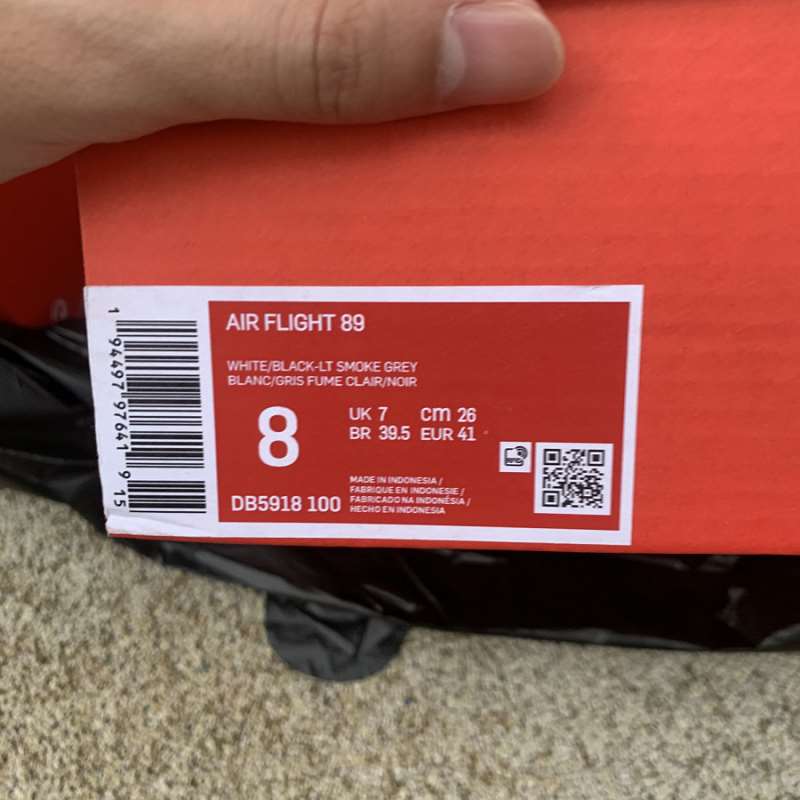 AIR FLIGHT 89
WHITE/BLACK-LT SMOKE GREY
BLANC/GRIS FUME CLAIR/NOIR
8
UK 7 cm 26
BR 39.5 EUR 41
DB5918 100
MADE IN INDONESIA /
FABRIQUE EN INDONESIE /
FABRICADO NA INDONÉSIA /
HECHO EN INDONESIA
RFID
1 94497 97641 9 15